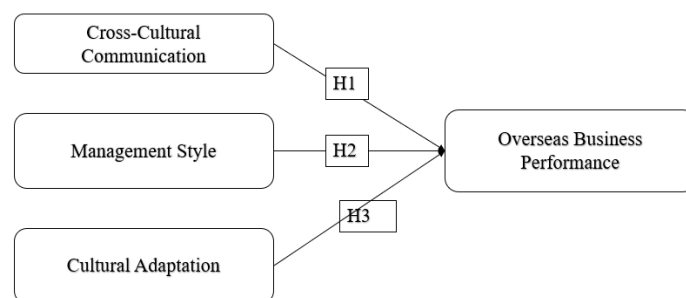 Cross-Cultural
Communication
H1
Management Style
H2
Overseas Business
Performance
H3
Cultural Adaptation